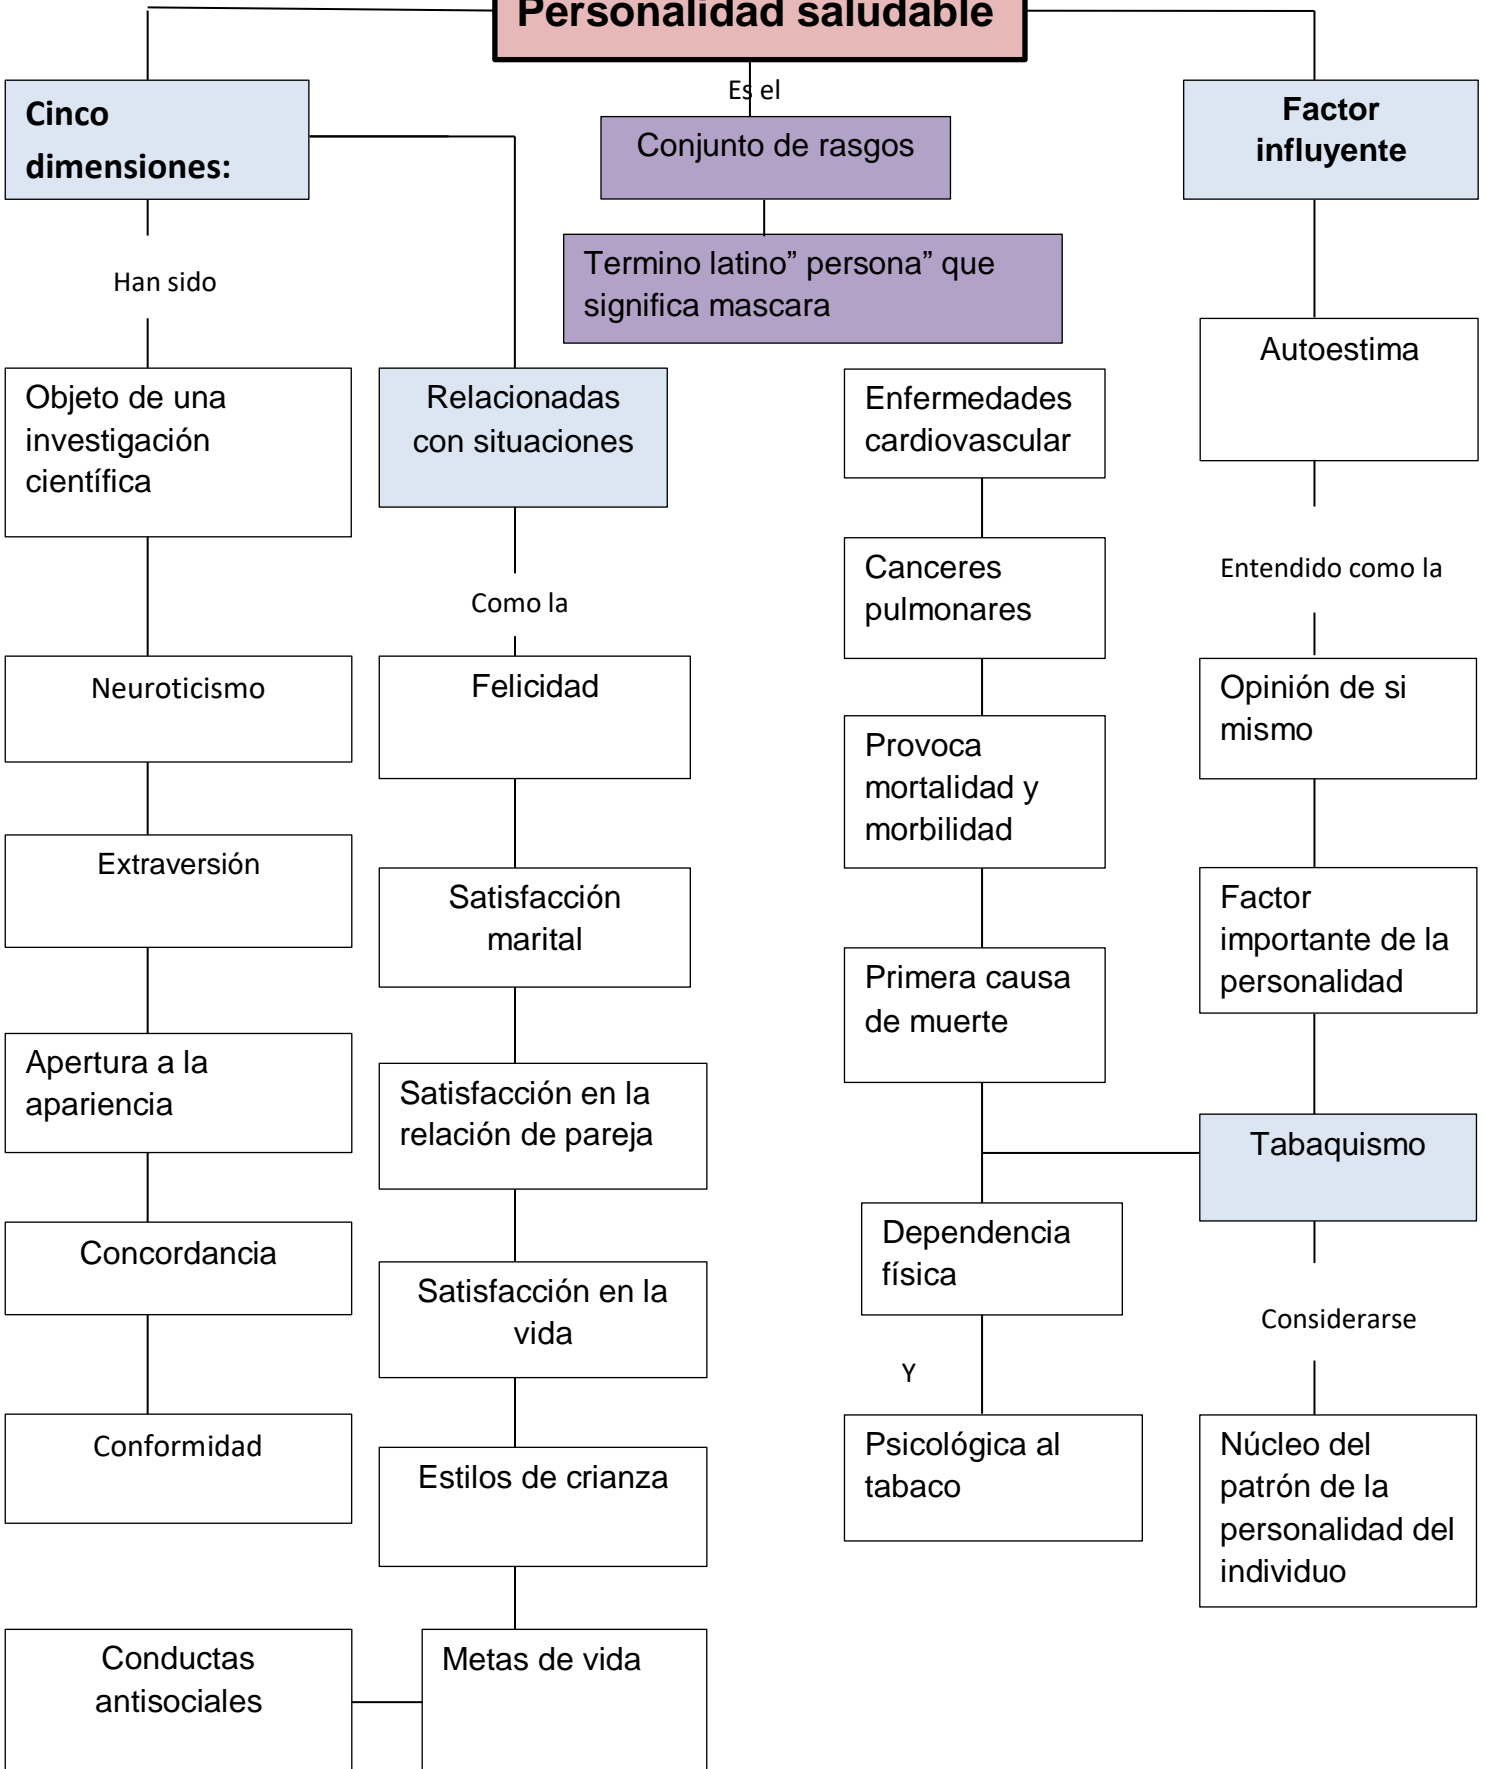 Personalidad saludable
Cinco
dimensiones:
Es el
Conjunto de rasgos
Termino latino” persona” que
significa mascara
Factor
influyente
Han sido
Objeto de una
investigación
científica
Neuroticismo
Extraversión
Apertura a la
apariencia
Concordancia
Conformidad
Relacionadas
con situaciones
Como la
Felicidad
Satisfacción
marital
Satisfacción en la
relación de pareja
Satisfacción en la
vida
Estilos de crianza
Metas de vida
Conductas
antisociales
Enfermedades
cardiovascular
Canceres
pulmonares
Provoca
mortalidad y
morbilidad
Primera causa
de muerte
Dependencia
física
Y
Psicológica al
tabaco
Autoestima
Entendido como la
Opinión de si
mismo
Factor
importante de la
personalidad
Tabaquismo
Considerarse
Núcleo del
patrón de la
personalidad del
individuo